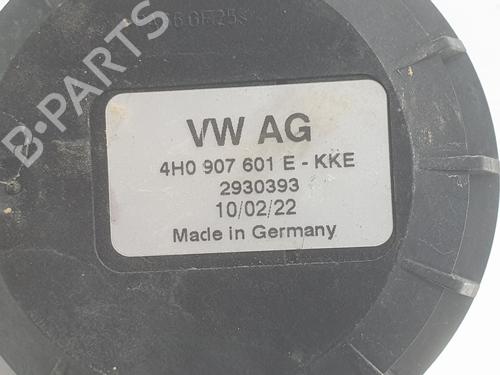 VW AG
4H0 907 601 E - KKE
2930393
10/02/22
Made in Germany
B-PARTS